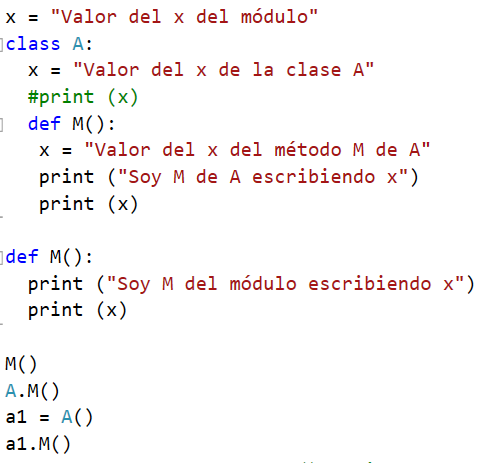 x = "Valor del x del módulo"
class A:
  x = "Valor del x de la clase A"
  #print (x)
  def M():
   x = "Valor del x del método M de A"
   print ("Soy M de A escribiendo x")
   print (x)

def M():
  print ("Soy M del módulo escribiendo x")
  print (x)

M()
A.M()
a1 = A()
a1.M()